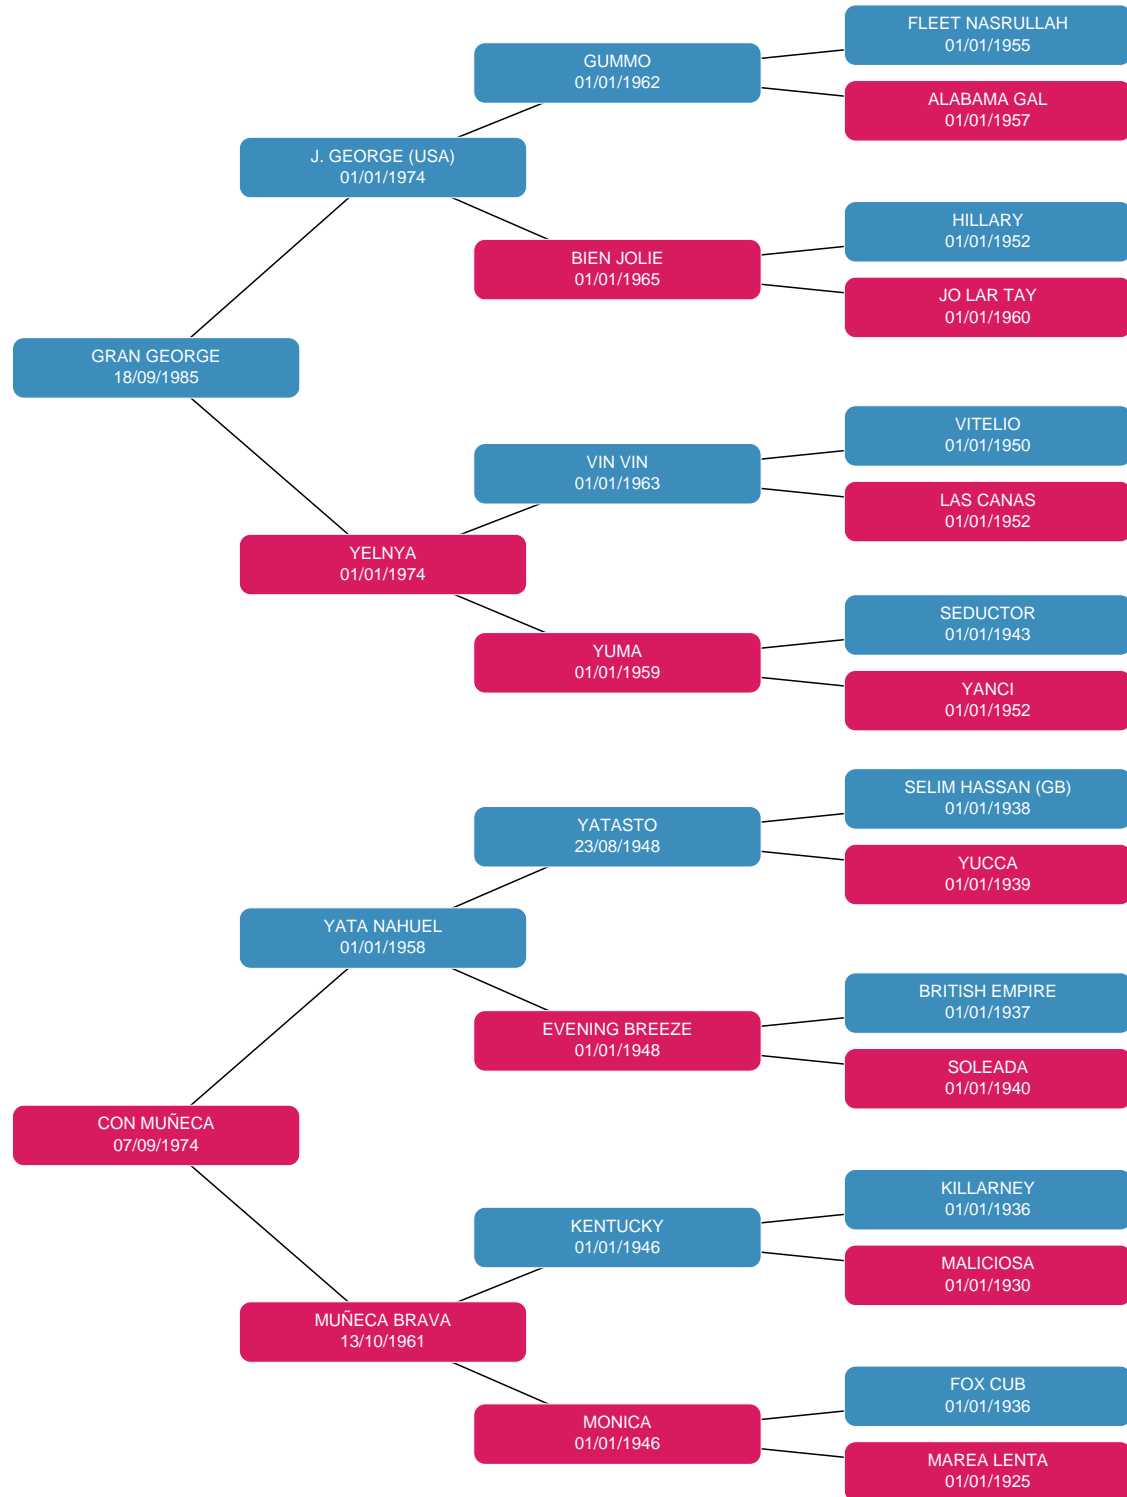 FLEET NASRULLAH
01/01/1955
GUMMO
01/01/1962
ALABAMA GAL
01/01/1957
J. GEORGE (USA)
01/01/1974
HILLARY
01/01/1952
BIEN JOLIE
01/01/1965
JO LAR TAY
01/01/1960
GRAN GEORGE
18/09/1985
VITELIO
01/01/1950
VIN VIN
01/01/1963
LAS CANAS
01/01/1952
YELNYA
01/01/1974
SEDUCTOR
01/01/1943
YUMA
01/01/1959
YANCI
01/01/1952
SELIM HASSAN (GB)
01/01/1938
YATASTO
23/08/1948
YUCCA
01/01/1939
YATA NAHUEL
01/01/1958
BRITISH EMPIRE
01/01/1937
EVENING BREEZE
01/01/1948
SOLEADA
01/01/1940
CON MUÑECA
07/09/1974
KILLARNEY
01/01/1936
KENTUCKY
01/01/1946
MALICIOSA
01/01/1930
MUÑECA BRAVA
13/10/1961
FOX CUB
01/01/1936
MONICA
01/01/1946
MAREA LENTA
01/01/1925